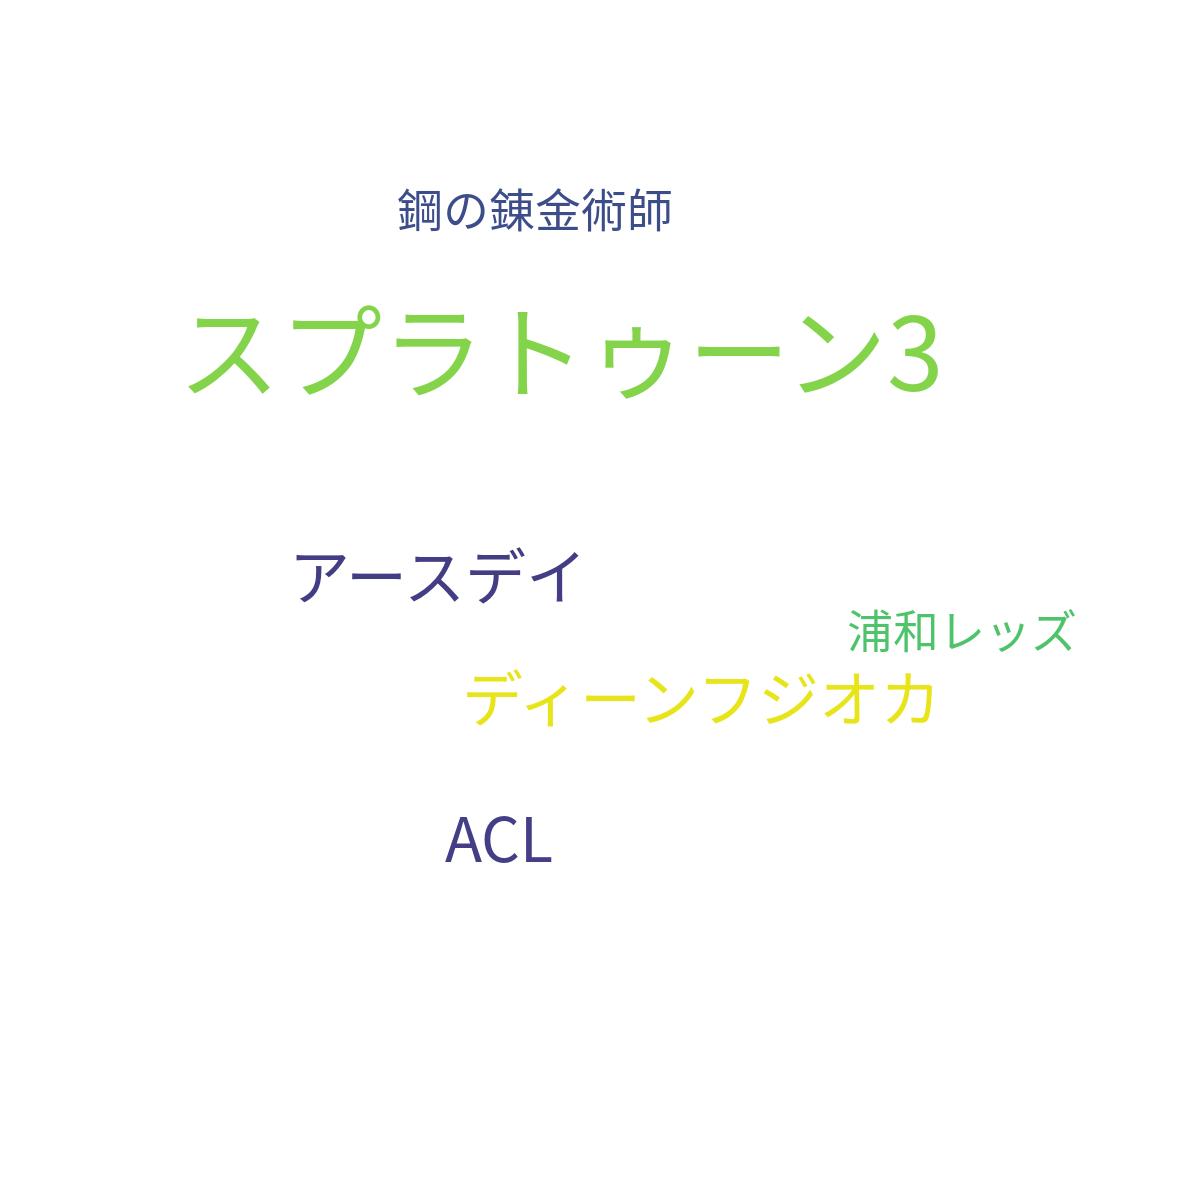 鋼の錬金術師
スプラトゥーン3
アースデイ
浦和レッズ
ディーンフジオカ
ACL